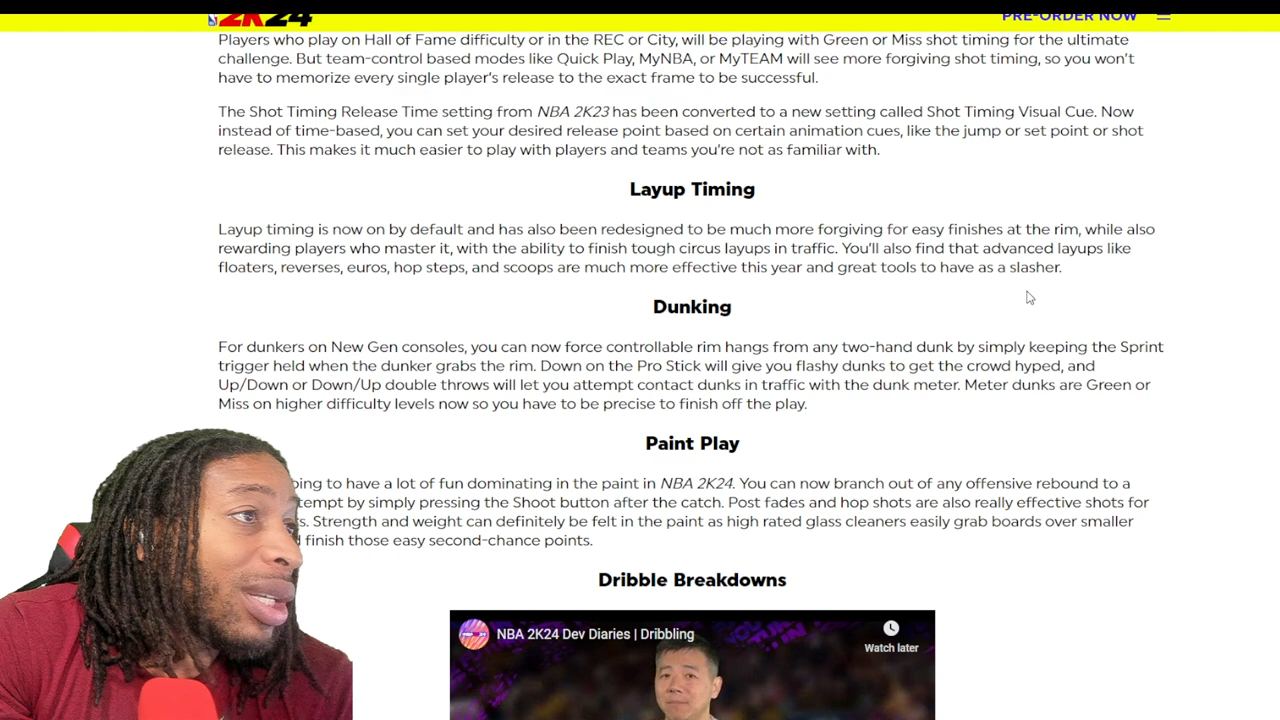 2K24
PRE-ORDER NOW
Players who play on Hall of Fame difficulty or in the REC or City, will be playing with Green or Miss shot timing for the ultimate
challenge. But team-control based modes like Quick Play, MyNBA, or MyTEAM will see more forgiving shot timing, so you won't
have to memorize every single player's release to the exact frame to be successful.
The Shot Timing Release Time setting from NBA 2K23 has been converted to a new setting called Shot Timing Visual Cue. Now
instead of time-based, you can set your desired release point based on certain animation cues, like the jump or set point or shot
release. This makes it much easier to play with players and teams you're not as familiar with.
Layup Timing
Layup timing is now on by default and has also been redesigned to be much more forgiving for easy finishes at the rim, while also
rewarding players who master it, with the ability to finish tough circus layups in traffic. You'll also find that advanced layups like
floaters, reverses, euros, hop steps, and scoops are much more effective this year and great tools to have as a slasher.
Dunking
For dunkers on New Gen consoles, you can now force controllable rim hangs from any two-hand dunk by simply keeping the Sprint
trigger held when the dunker grabs the rim. Down on the Pro Stick will give you flashy dunks to get the crowd hyped, and
Up/Down or Down/Up double throws will let you attempt contact dunks in traffic with the dunk meter. Meter dunks are Green or
Miss on higher difficulty levels now so you have to be precise to finish off the play.
Paint Play
to have a lot of fun dominating in the paint in NBA 2K24. You can now branch out of any offensive rebound to a
by simply pressing the Shoot button after the catch. Post fades and hop shots are also really effective shots for
Strength and weight can definitely be felt in the paint as high rated glass cleaners easily grab boards over smaller
finish those easy second-chance points.
Dribble Breakdowns
NBA 2K24 Dev Diaries | Dribbling
Watch later